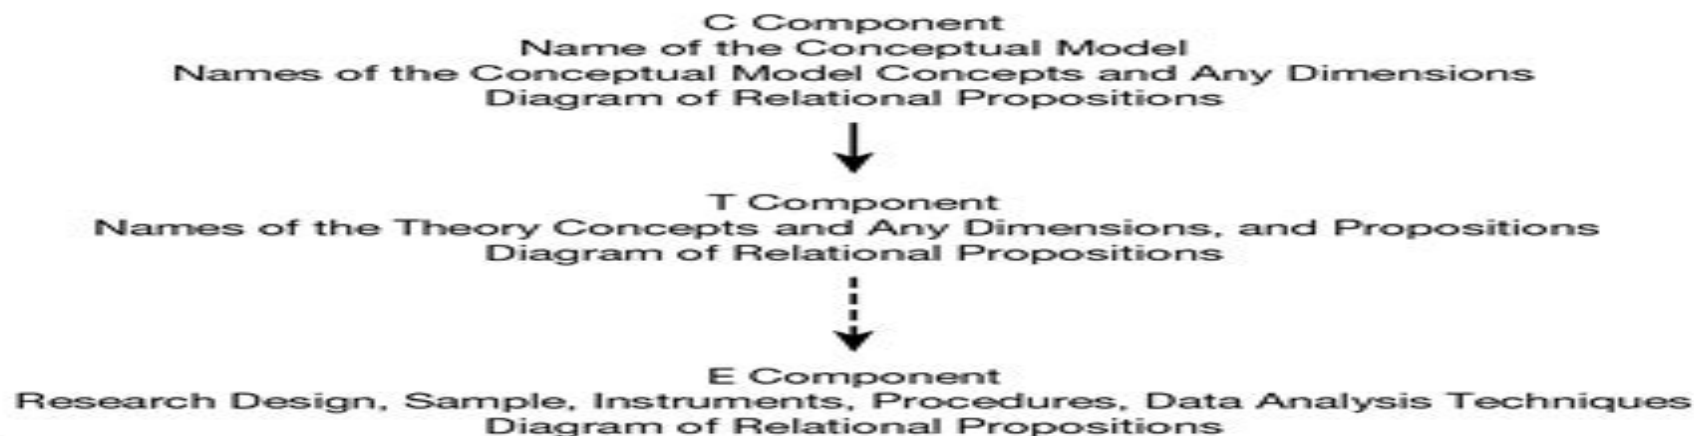 C Component
Name of the Conceptual Model
Names of the Conceptual Model Concepts and Any Dimensions
Diagram of Relational Propositions
T Component
Names of the Theory Concepts and Any Dimensions, and Propositions
Diagram of Relational Propositions
E Component
Research Design, Sample, Instruments, Procedures, Data Analysis Techniques
Diagram of Relational Propositions